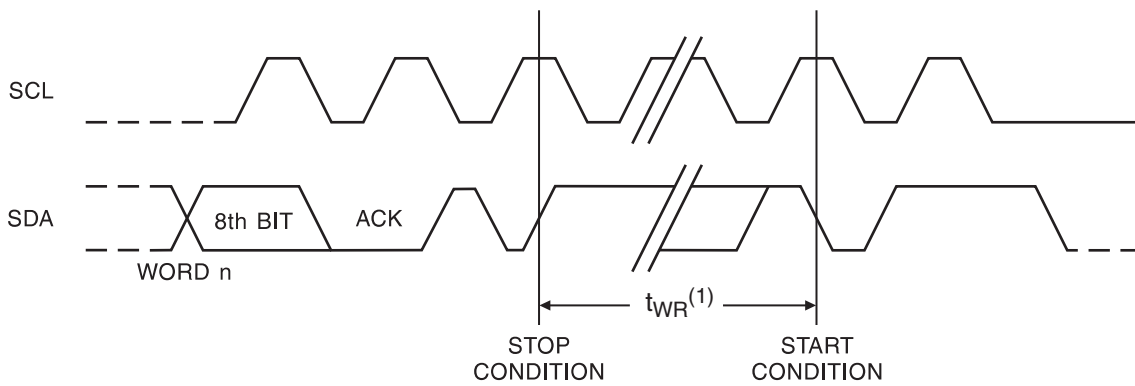 SCL
SDA
8th BIT
ACK
WORD n
tWR(1)
STOP
CONDITION
START
CONDITION